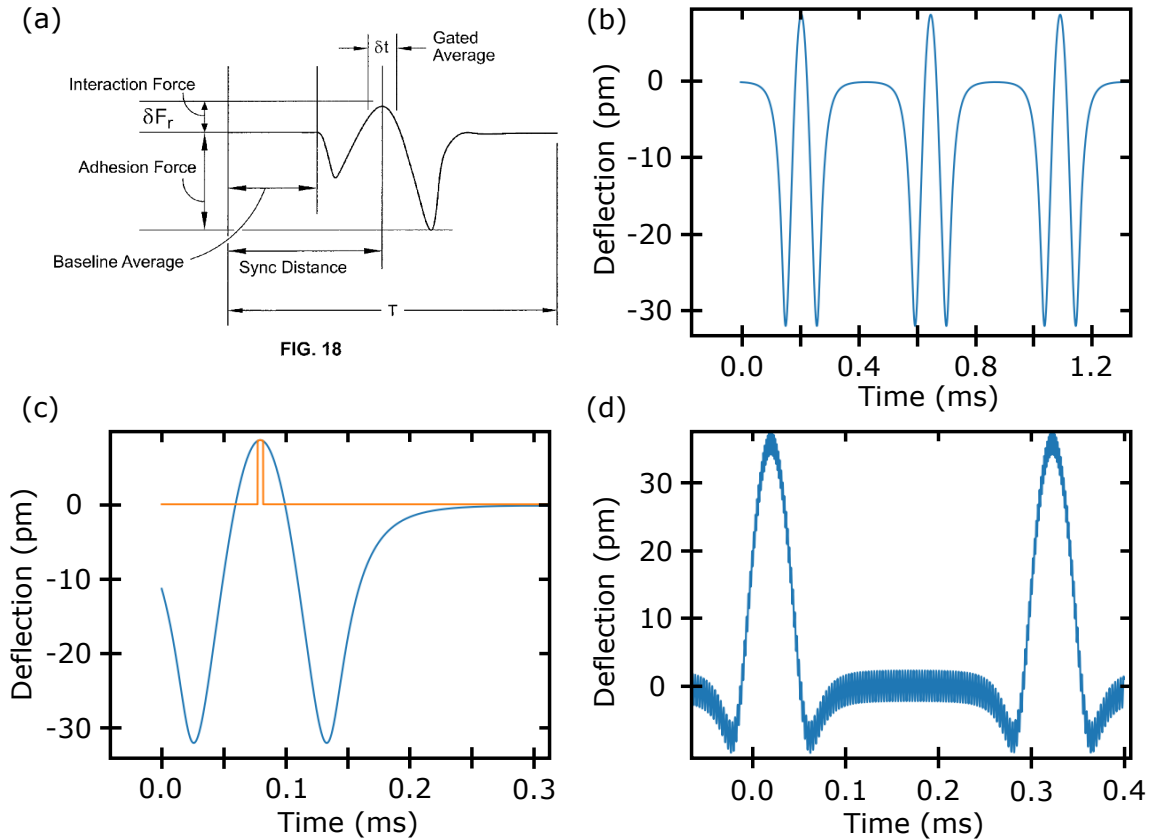 (a)
δt
Gated
Average
Interaction Force
δFr
Adhesion Force
Baseline Average
Sync Distance
T
FIG. 18
(b)
Deflection (pm)
0
-10
-20
-30
0.0 0.4 0.8 1.2
Time (ms)
(c)
Deflection (pm)
0
-10
-20
-30
0.0 0.1 0.2 0.3
Time (ms)
(d)
Deflection (pm)
30
20
10
0
0.0 0.1 0.2 0.3 0.4
Time (ms)